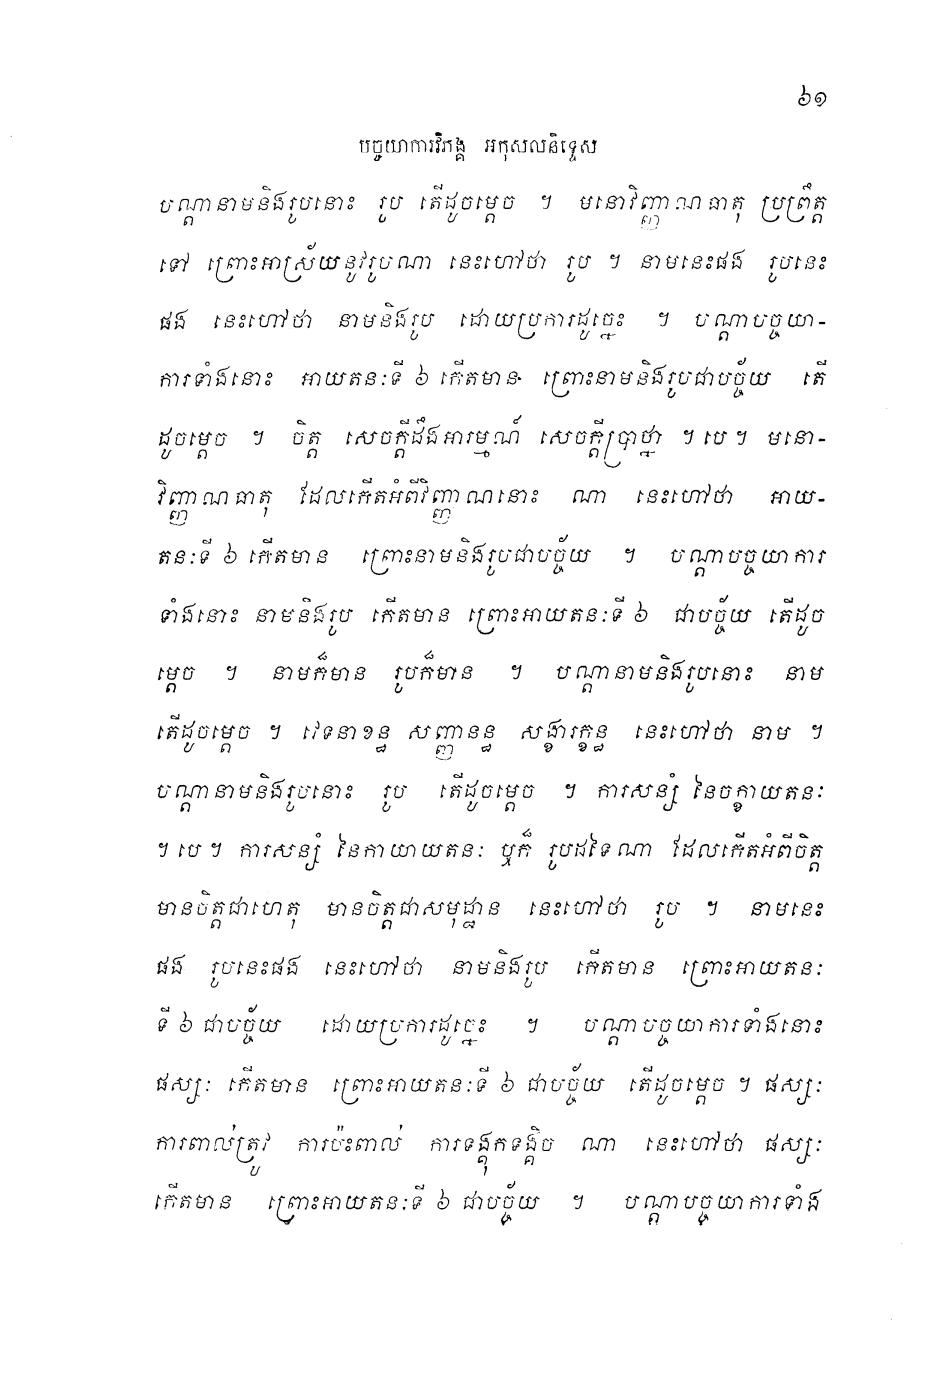 ៦១
បច្ចយាការវិភង្គ អកុសលនិទ្ទេស
បណ្តានាមនិងរូបនោះ រូប តើដូចម្តេច ។ មនោវិញ្ញាណធាតុ ប្រព្រឹត្ត
ទៅ ព្រោះអាស្រ័យនូវរូបណា នេះហៅថា រូប ។ នាមនេះផង រូបនេះ
ផង នេះហៅថា នាមនិងរូប ដោយប្រការដូច្នេះ ។ បណ្តាបច្ចយា-
ការទាំងនោះ អាយតនៈទី ៦ កើតមាន ព្រោះនាមនិងរូបជាបច្ច័យ តើ
ដូចម្តេច ។ ចិត្ត សេចក្តីដឹងអារម្មណ៍ សេចក្តីប្រាថ្នា ។ បេ ។ មនោ-
វិញ្ញាណធាតុ ដែលកើតអំពីវិញ្ញាណនោះ ណា នេះហៅថា អាយ-
តនៈទី ៦ កើតមាន ព្រោះនាមនិងរូបជាបច្ច័យ ។ បណ្តាបច្ចយាការ
ទាំងនោះ នាមនិងរូប កើតមាន ព្រោះអាយតនៈទី ៦ ជាបច្ច័យ តើដូច
ម្តេច ។ នាមក៏មាន រូបក៏មាន ។ បណ្តានាមនិងរូបនោះ នាម
តើដូចម្តេច ។ វេទនាខន្ធ សញ្ញាខន្ធ សង្ខារក្ខន្ធ នេះហៅថា នាម ។
បណ្តានាមនិងរូបនោះ រូប តើដូចម្តេច ។ ការសន្សំ នៃចក្ខាយតនៈ
។ បេ ។ ការសន្សំ នៃកាយាយតនៈ ឬក៏ រូបដទៃណា ដែលកើតអំពីចិត្ត
មានចិត្តជាហេតុ មានចិត្តជាសមុដ្ឋាន នេះហៅថា រូប ។ នាមនេះ
ផង រូបនេះផង នេះហៅថា នាមនិងរូប កើតមាន ព្រោះអាយតនៈ
ទី ៦ ជាបច្ច័យ ដោយប្រការដូច្នេះ ។ បណ្តាបច្ចយាការទាំងនោះ
ផស្សៈ កើតមាន ព្រោះអាយតនៈទី ៦ ជាបច្ច័យ តើដូចម្តេច ។ ផស្សៈ
ការពាល់ត្រូវ ការប៉ះពាល់ ការទង្គុកទង្គិច ណា នេះហៅថា ផស្សៈ
កើតមាន ព្រោះអាយតនៈទី ៦ ជាបច្ច័យ ។ បណ្តាបច្ចយាការទាំង